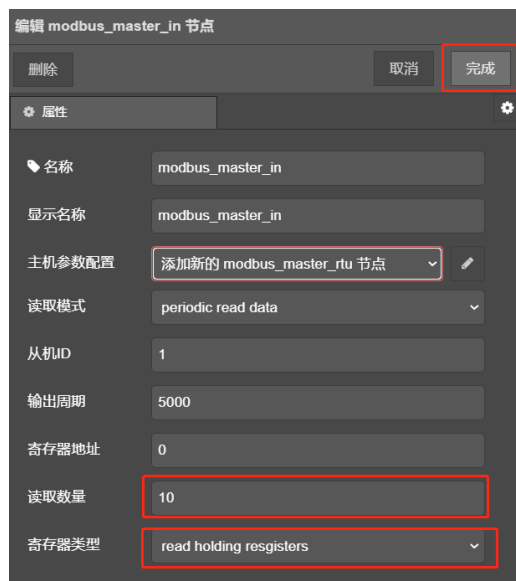 编辑 modbus_master_in 节点
删除 取消 完成
属性
名称 modbus_master_in
显示名称 modbus_master_in
主机参数配置 添加新的 modbus_master_rtu 节点
读取模式 periodic read data
从机ID 1
输出周期 5000
寄存器地址 0
读取数量 10
寄存器类型 read holding resgisters